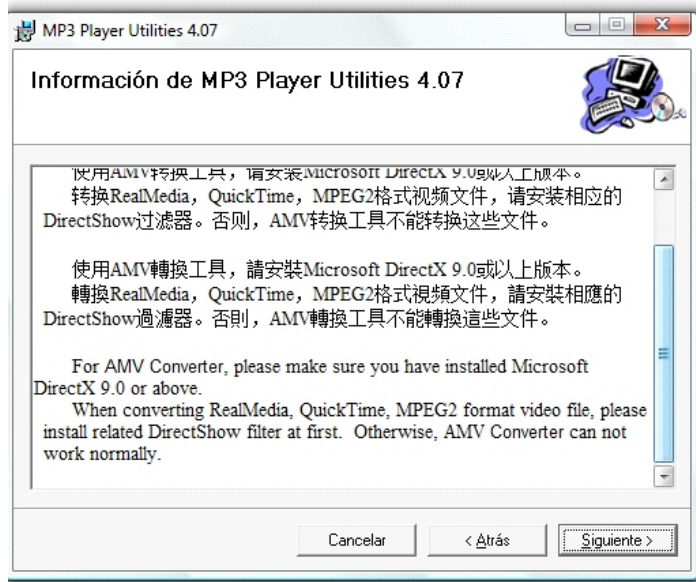 MP3 Player Utilities 4.07
Información de MP3 Player Utilities 4.07
使用AMV转换工具，请安装Microsoft DirectX 9.0或以上版本。
转换RealMedia，QuickTime，MPEG2格式视频文件，请安装相应的
DirectShow过滤器。否则，AMV转换工具不能转换这些文件。
使用AMV轉換工具，請安裝Microsoft DirectX 9.0或以上版本。
轉換RealMedia，QuickTime，MPEG2格式視頻文件，請安裝相應的
DirectShow過濾器。否則，AMV轉換工具不能轉換這些文件。
For AMV Converter, please make sure you have installed Microsoft
DirectX 9.0 or above.
When converting RealMedia, QuickTime, MPEG2 format video file, please
install related DirectShow filter at first. Otherwise, AMV Converter can not
work normally.
Cancelar
< Atrás
Siguiente >